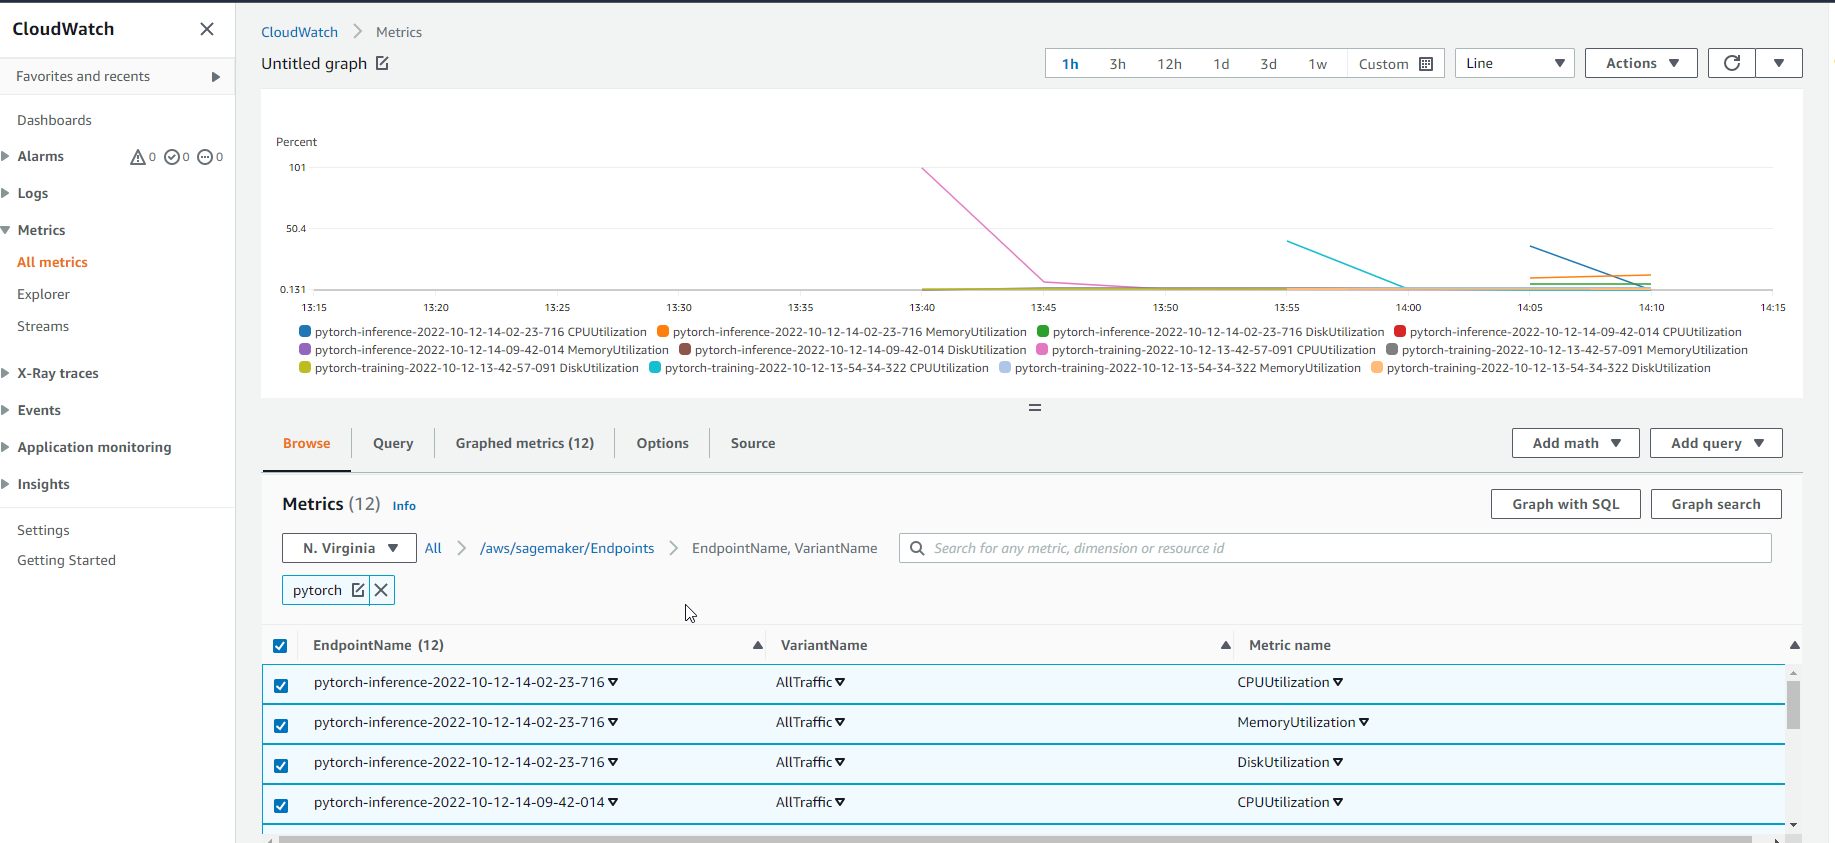 CloudWatch
Favorites and recents
Dashboards
Alarms 0 0 0
Logs
Metrics
All metrics
Explorer
Streams
X-Ray traces
Events
Application monitoring
Insights
Settings
Getting Started
CloudWatch Metrics
Untitled graph
1h 3h 12h 1d 3d 1w Custom Line Actions
Percent
101
50.4
0.131
13:15 13:20 13:25 13:30 13:35 13:40 13:45 13:50 13:55 14:00 14:05 14:10 14:15
pytorch-inference-2022-10-12-14-02-23-716 CPUUtilization pytorch-inference-2022-10-12-14-02-23-716 MemoryUtilization pytorch-inference-2022-10-12-14-02-23-716 DiskUtilization pytorch-inference-2022-10-12-14-09-42-014 CPUUtilization
pytorch-inference-2022-10-12-14-09-42-014 MemoryUtilization pytorch-inference-2022-10-12-14-09-42-014 DiskUtilization pytorch-training-2022-10-12-13-42-57-091 CPUUtilization pytorch-training-2022-10-12-13-42-57-091 MemoryUtilization
pytorch-training-2022-10-12-13-42-57-091 DiskUtilization pytorch-training-2022-10-12-13-54-34-322 CPUUtilization pytorch-training-2022-10-12-13-54-34-322 MemoryUtilization pytorch-training-2022-10-12-13-54-34-322 DiskUtilization
Browse Query Graphed metrics (12) Options Source Add math Add query
Metrics (12) Info Graph with SQL Graph search
N. Virginia All /aws/sagemaker/Endpoints EndpointName, VariantName Search for any metric, dimension or resource id
pytorch
EndpointName (12) VariantName Metric name
pytorch-inference-2022-10-12-14-02-23-716 AllTraffic CPUUtilization
pytorch-inference-2022-10-12-14-02-23-716 AllTraffic MemoryUtilization
pytorch-inference-2022-10-12-14-02-23-716 AllTraffic DiskUtilization
pytorch-inference-2022-10-12-14-09-42-014 AllTraffic CPUUtilization